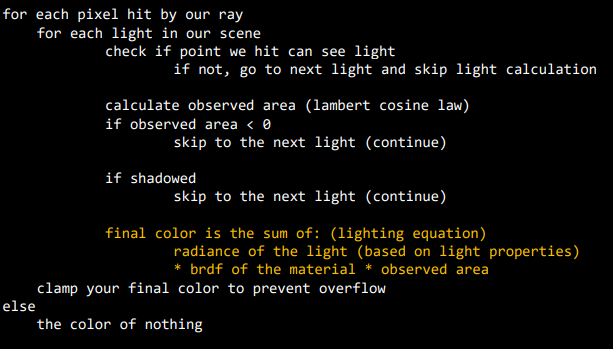 for each pixel hit by our ray
for each light in our scene
check if point we hit can see light
if not, go to next light and skip light calculation
calculate observed area (lambert cosine law)
if observed area < 0
skip to the next light (continue)
if shadowed
skip to the next light (continue)
final color is the sum of: (lighting equation)
radiance of the light (based on light properties)
* brdf of the material * observed area
clamp your final color to prevent overflow
else
the color of nothing